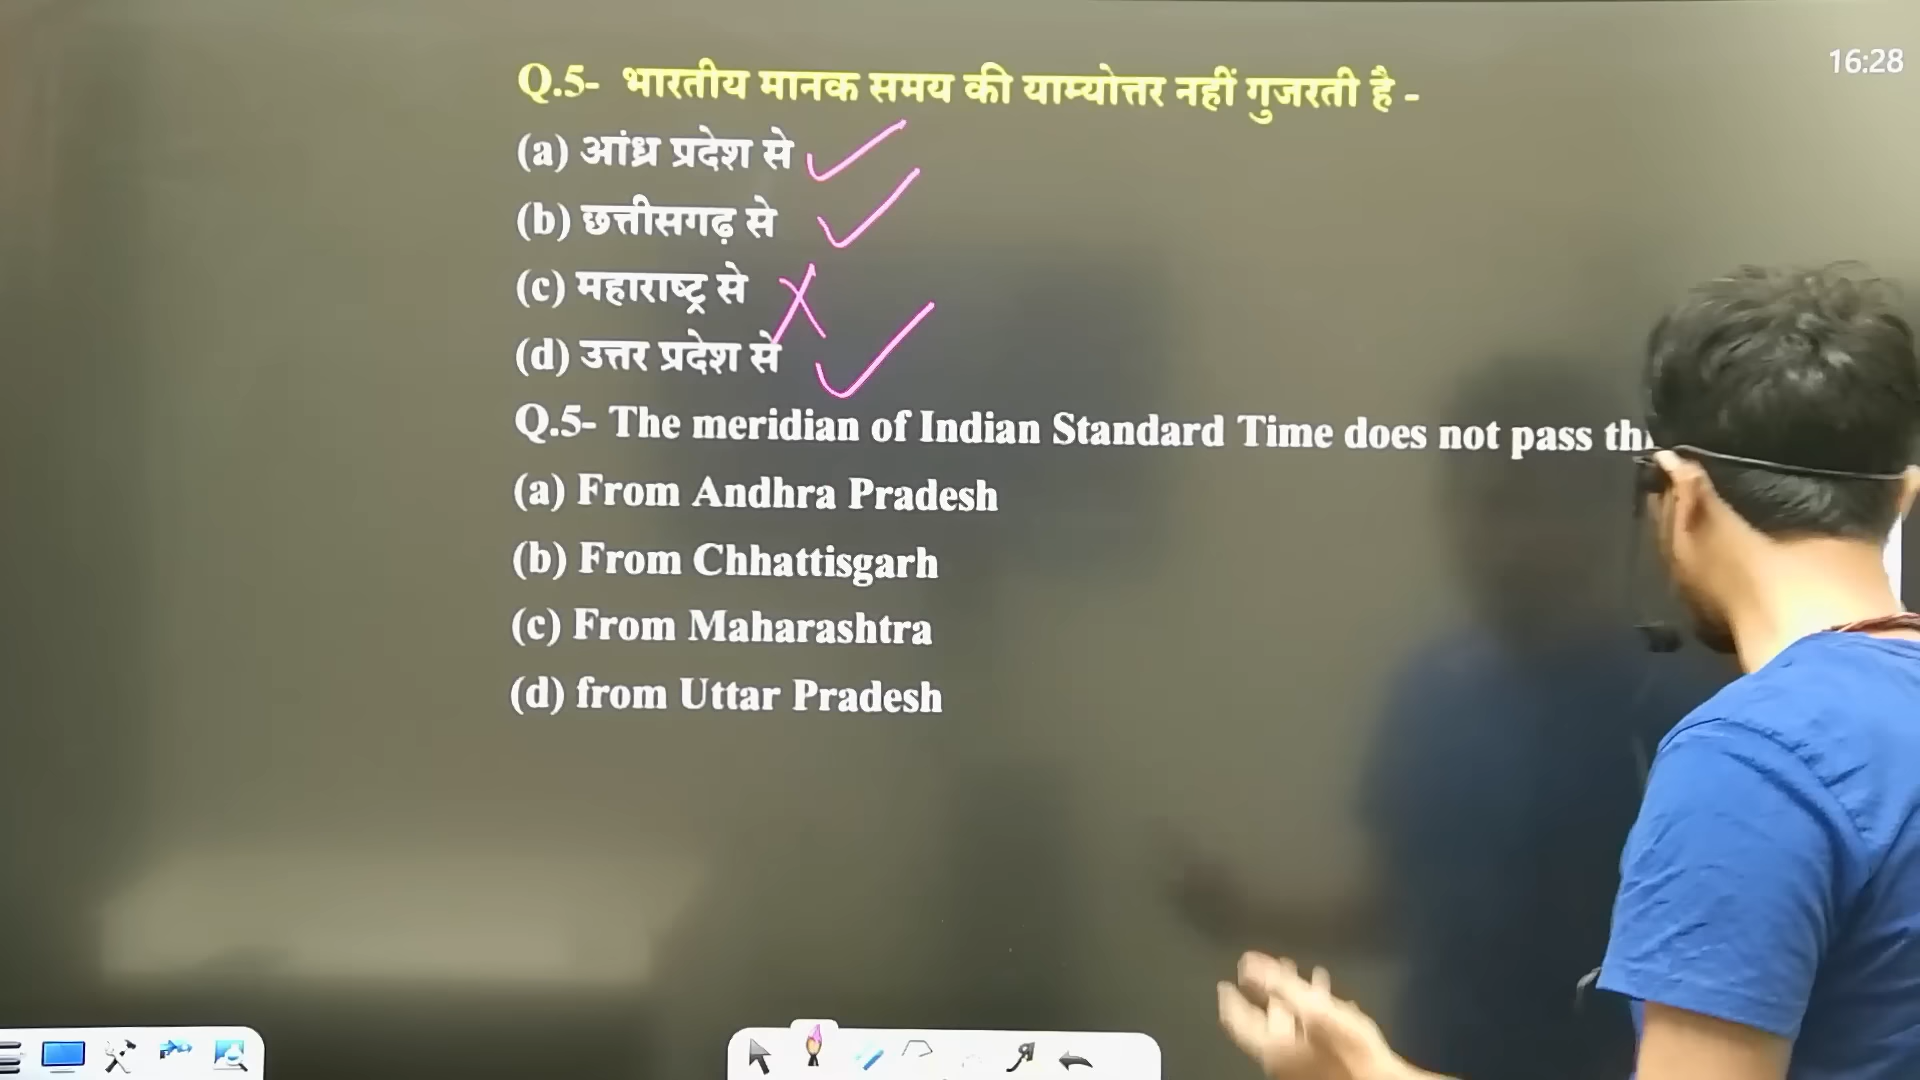 16:28
Q.5- भारतीय मानक समय की याम्योत्तर नहीं गुजरती है -
(a) आंध्र प्रदेश से
(b) छत्तीसगढ़ से
(c) महाराष्ट्र से
(d) उत्तर प्रदेश से
Q.5- The meridian of Indian Standard Time does not pass
(a) From Andhra Pradesh
(b) From Chhattisgarh
(c) From Maharashtra
(d) from Uttar Pradesh